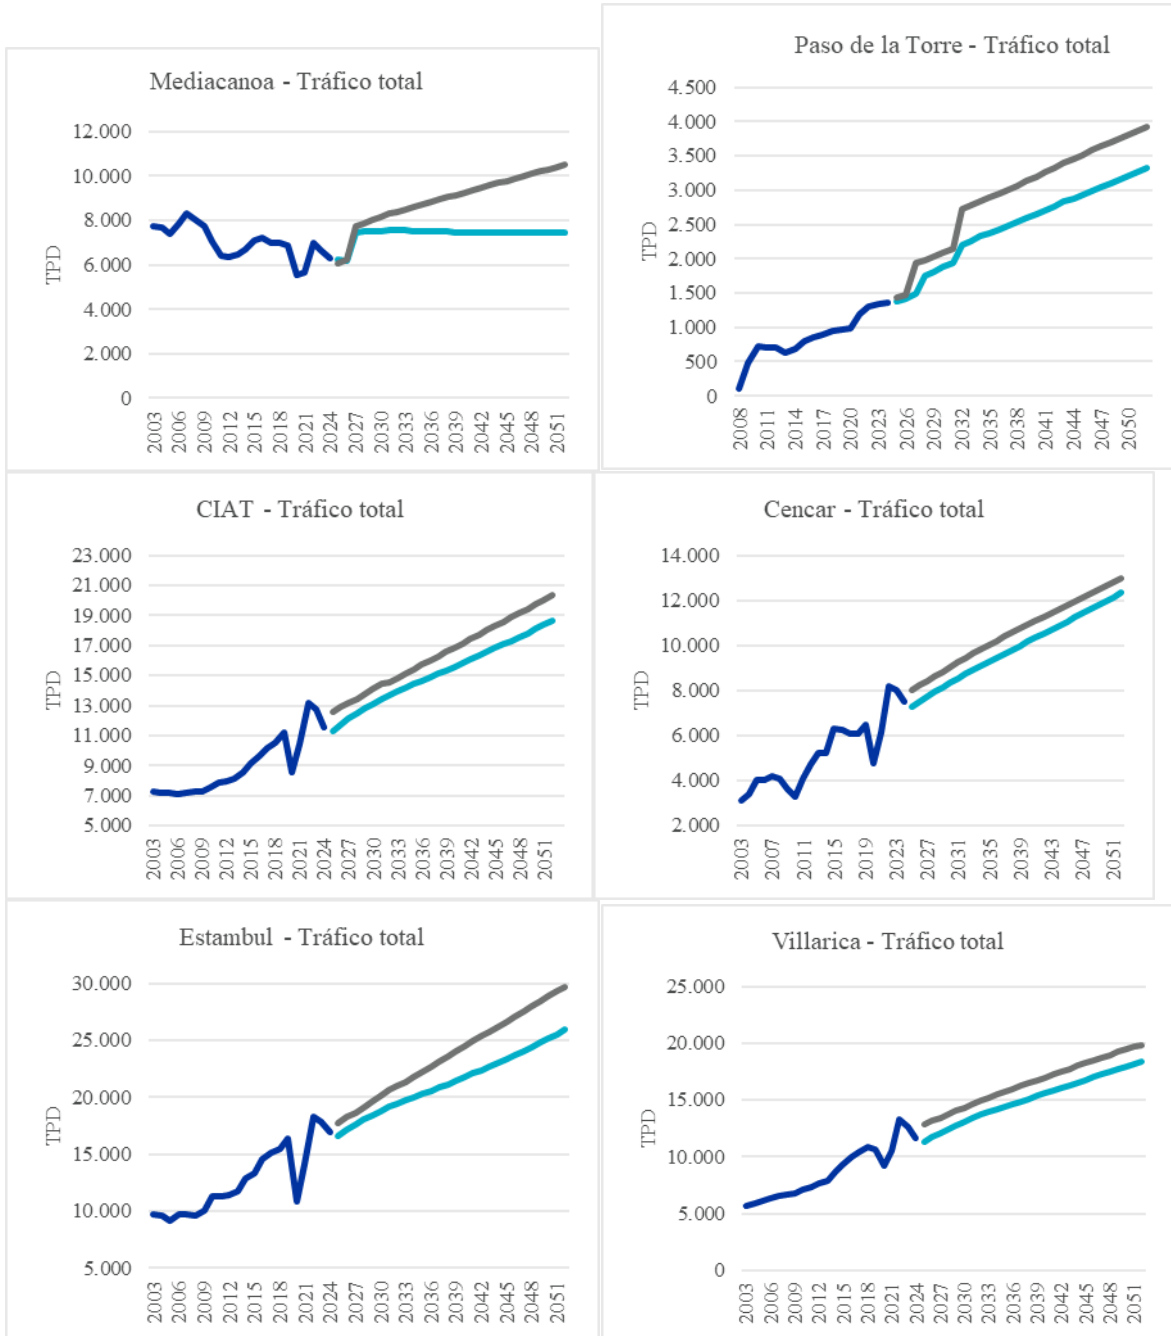 Mediacanoa - Tráfico total
TPD
12.000
10.000
8.000
6.000
4.000
2.000
0
2003 2006 2009 2012 2015 2018 2021 2024 2027 2030 2033 2036 2039 2042 2045 2048 2051
Paso de la Torre - Tráfico total
TPD
4.500
4.000
3.500
3.000
2.500
2.000
1.500
1.000
500
0
2008 2011 2014 2017 2020 2023 2026 2029 2032 2035 2038 2041 2044 2047 2050
CIAT - Tráfico total
TPD
23.000
21.000
19.000
17.000
15.000
13.000
11.000
9.000
7.000
5.000
2003 2006 2009 2012 2015 2018 2021 2024 2027 2030 2033 2036 2039 2042 2045 2048 2051
Cencar - Tráfico total
TPD
14.000
12.000
10.000
8.000
6.000
4.000
2.000
2003 2007 2011 2015 2019 2023 2027 2031 2035 2039 2043 2047 2051
Estambul - Tráfico total
TPD
30.000
25.000
20.000
15.000
10.000
5.000
2003 2006 2009 2012 2015 2018 2021 2024 2027 2030 2033 2036 2039 2042 2045 2048 2051
Villarica - Tráfico total
TPD
25.000
20.000
15.000
10.000
5.000
0
2003 2006 2009 2012 2015 2018 2021 2024 2027 2030 2033 2036 2039 2042 2045 2048 2051